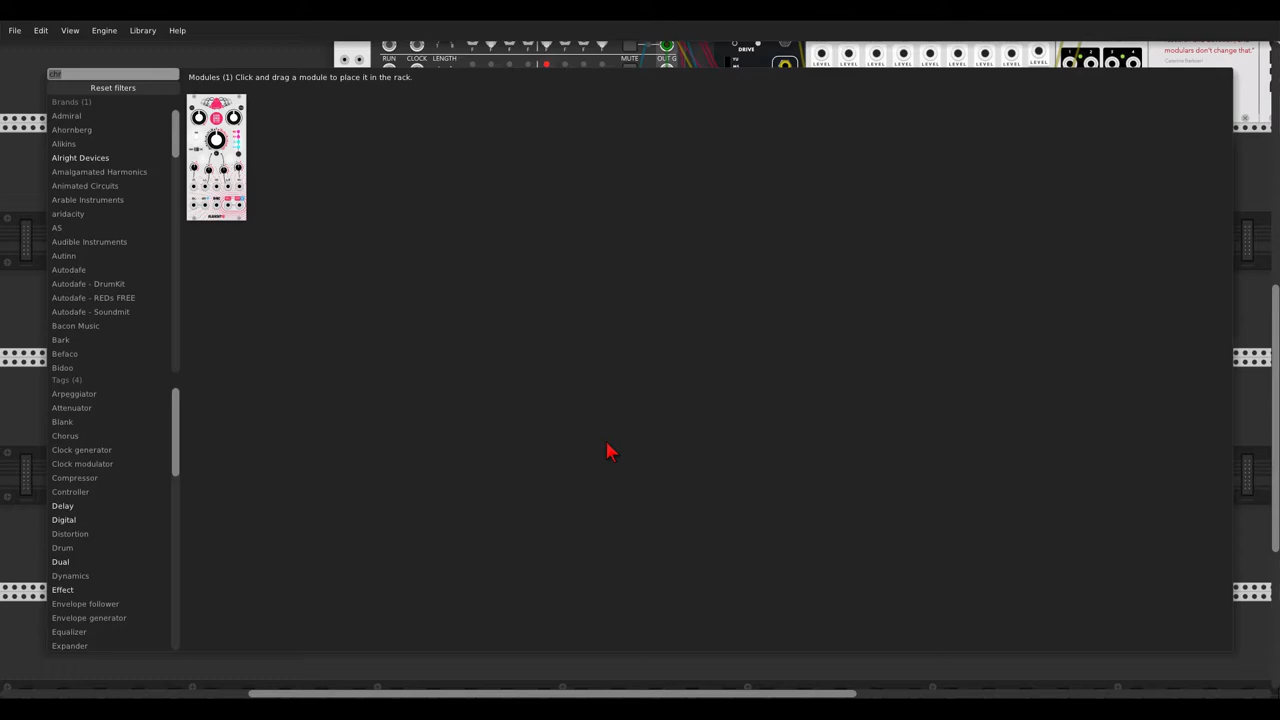 File Edit View Engine Library Help
RUN CLOCK LENGTH MUTE OUT G DRIVE
LEVEL LEVEL LEVEL LEVEL LEVEL LEVEL LEVEL
modulars don't change that."
chr
Modules (1) Click and drag a module to place it in the rack.
Reset filters
Brands (1)
Admiral
Ahornberg
Alikins
Alright Devices
Amalgamated Harmonics
Animated Circuits
Arable Instruments
aridacity
AS
Audible Instruments
Autinn
Autodafe
Autodafe - DrumKit
Autodafe - REDs FREE
Autodafe - Soundmit
Bacon Music
Bark
Befaco
Bidoo
Tags (4)
Arpeggiator
Attenuator
Blank
Chorus
Clock generator
Clock modulator
Compressor
Controller
Delay
Digital
Distortion
Drum
Dual
Dynamics
Effect
Envelope follower
Envelope generator
Equalizer
Expander